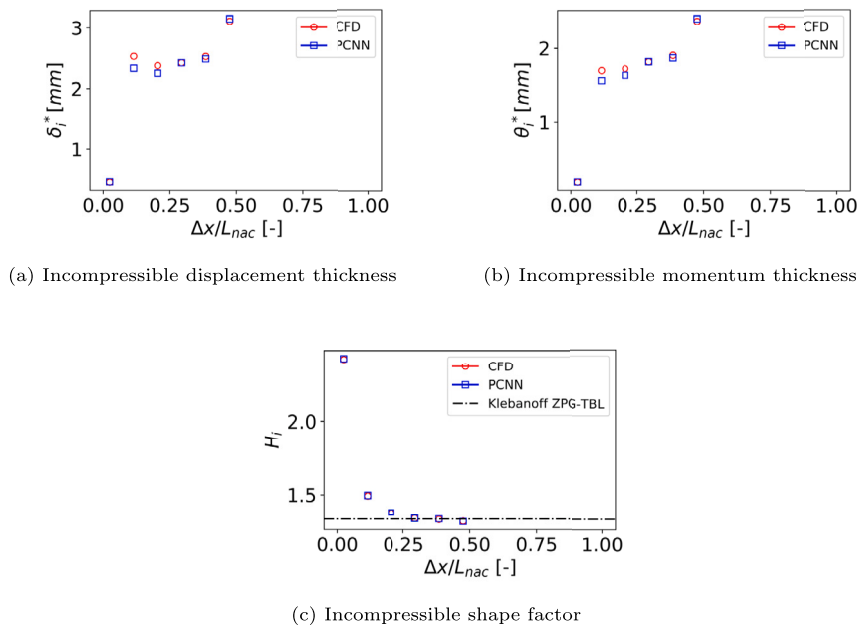 3
2
1
δᵢ* [mm]
CFD
PCNN
0.00 0.25 0.50 0.75 1.00
Δx/Lₙₐc [-]
(a) Incompressible displacement thickness
2
1
θᵢ* [mm]
CFD
PCNN
0.00 0.25 0.50 0.75 1.00
Δx/Lₙₐc [-]
(b) Incompressible momentum thickness
2.0
1.5
Hᵢ
CFD
PCNN
Klebanoff ZPG-TBL
0.00 0.25 0.50 0.75 1.00
Δx/Lₙₐc [-]
(c) Incompressible shape factor